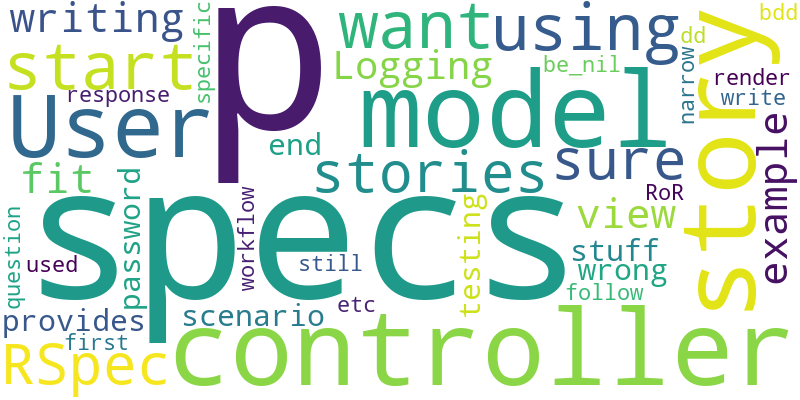 writing
p
want
using
story
bdd
start
specific
Logging
be_nil
dd
narrow
render
response
write
User
model
end
stories
sure
example
fit
password
specs
workflow
testing
RoR
view
question
used
still
stuff
wrong
follow
etc
provides
scenario
first
RSpec
controller